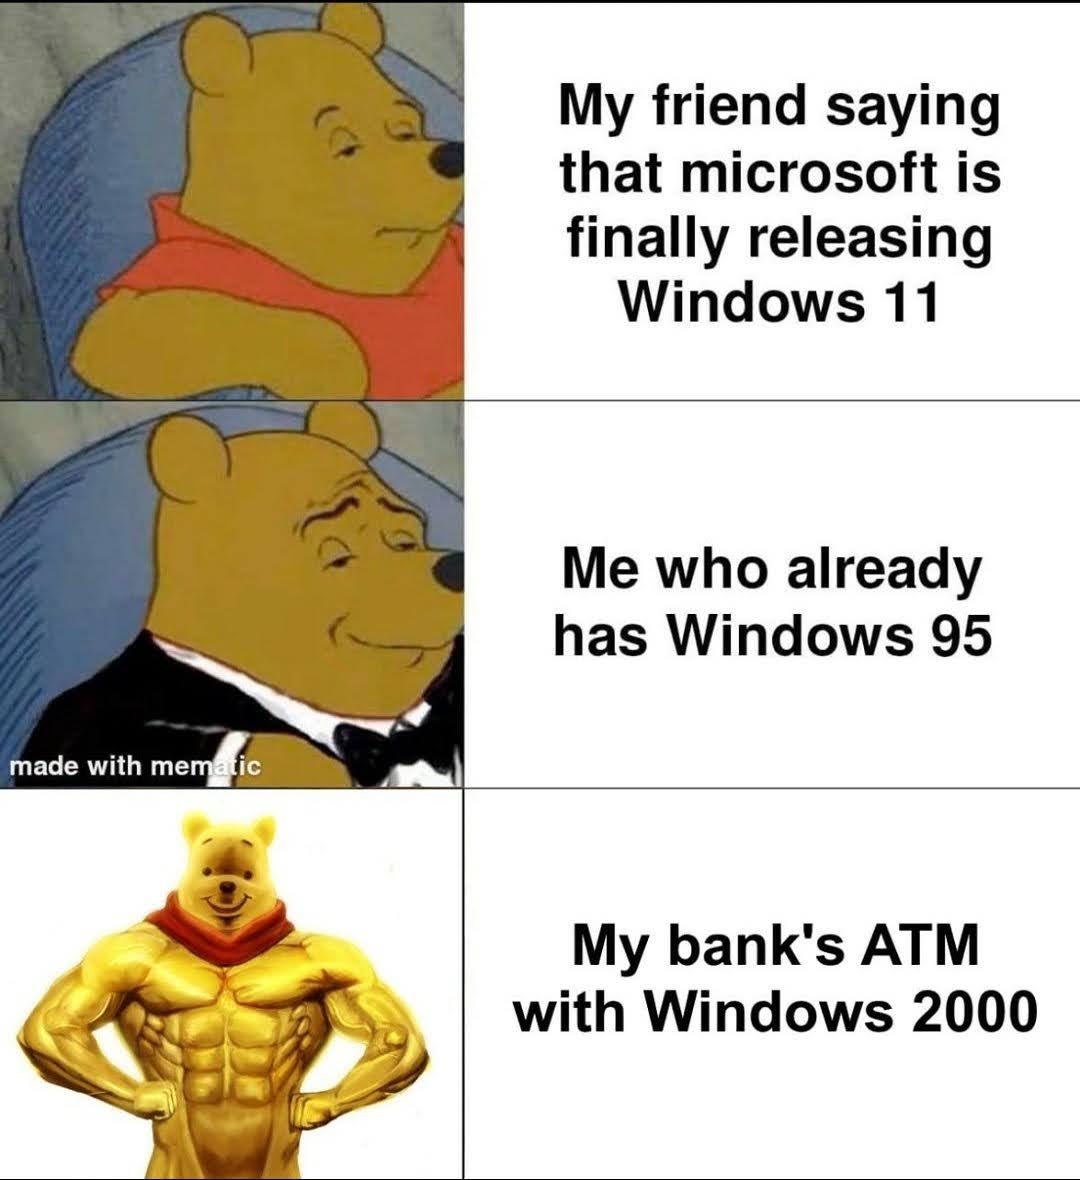 My friend saying
that microsoft is
finally releasing
Windows 11
Me who already
has Windows 95
made with mematic
My bank's ATM
with Windows 2000